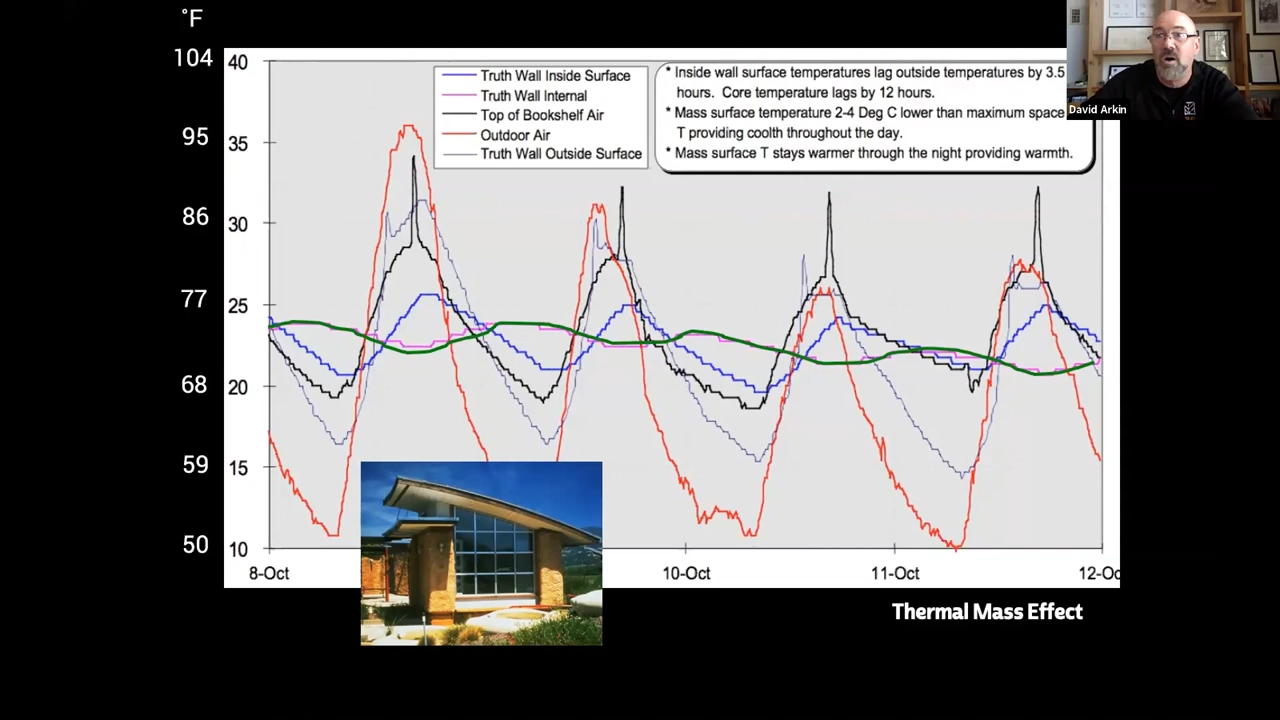 °F
104
95
86
77
68
59
50
40
35
30
25
20
15
10
Truth Wall Inside Surface
Truth Wall Internal
Top of Bookshelf Air
Outdoor Air
Truth Wall Outside Surface
* Inside wall surface temperatures lag outside temperatures by 3.5
hours. Core temperature lags by 12 hours.
* Mass surface temperature 2-4 Deg C lower than maximum space
T providing coolth throughout the day.
* Mass surface T stays warmer through the night providing warmth.
David Arkin
8-Oct
10-Oct
11-Oct
12-Oc
Thermal Mass Effect